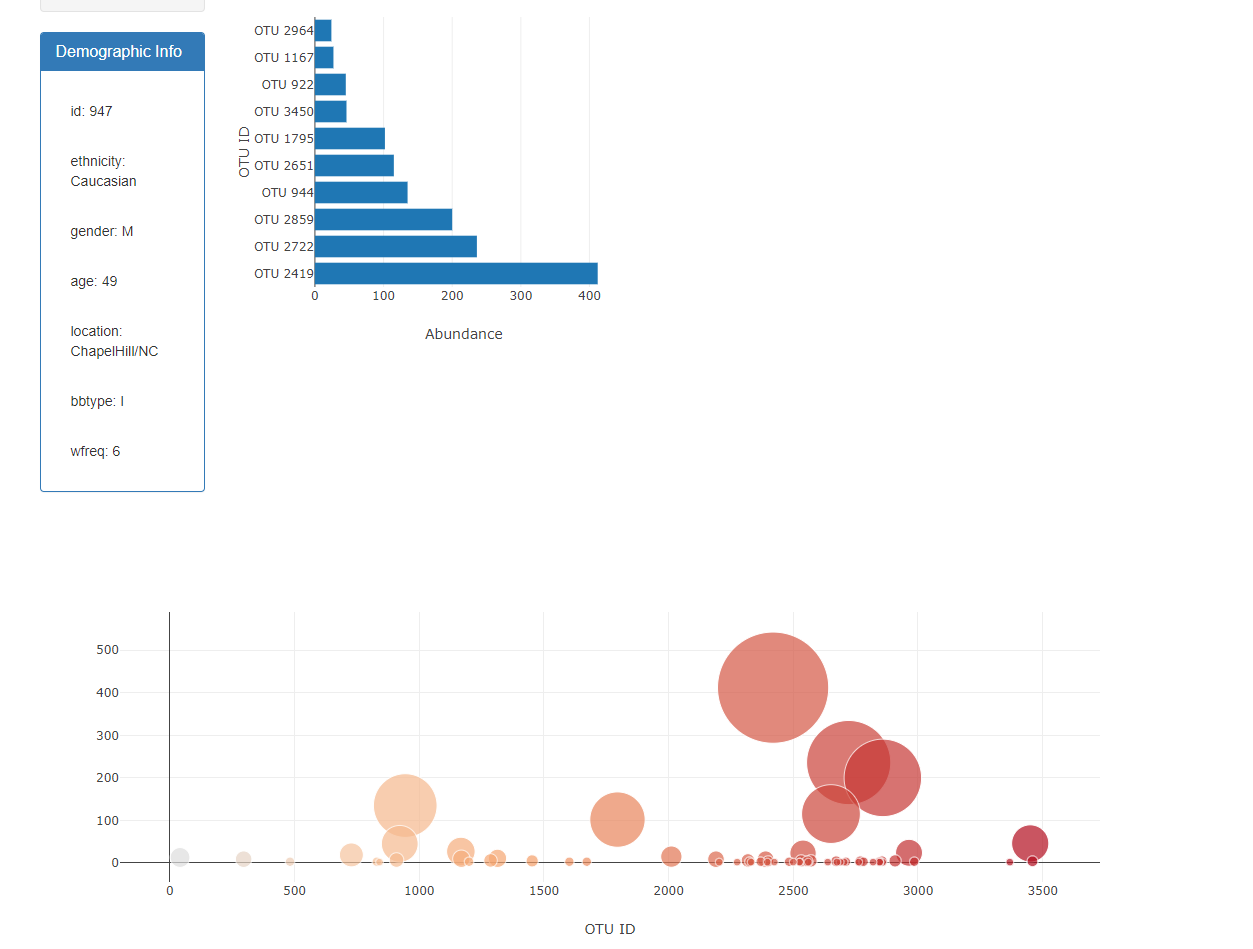 Demographic Info
id: 947
ethnicity:
Caucasian
gender: M
age: 49
location:
ChapelHill/NC
bbtype: I
wfreq: 6
OTU ID
OTU 2964
OTU 1167
OTU 922
OTU 3450
OTU 1795
OTU 2651
OTU 944
OTU 2859
OTU 2722
OTU 2419
0 100 200 300 400
Abundance
500
400
300
200
100
0
0 500 1000 1500 2000 2500 3000 3500
OTU ID